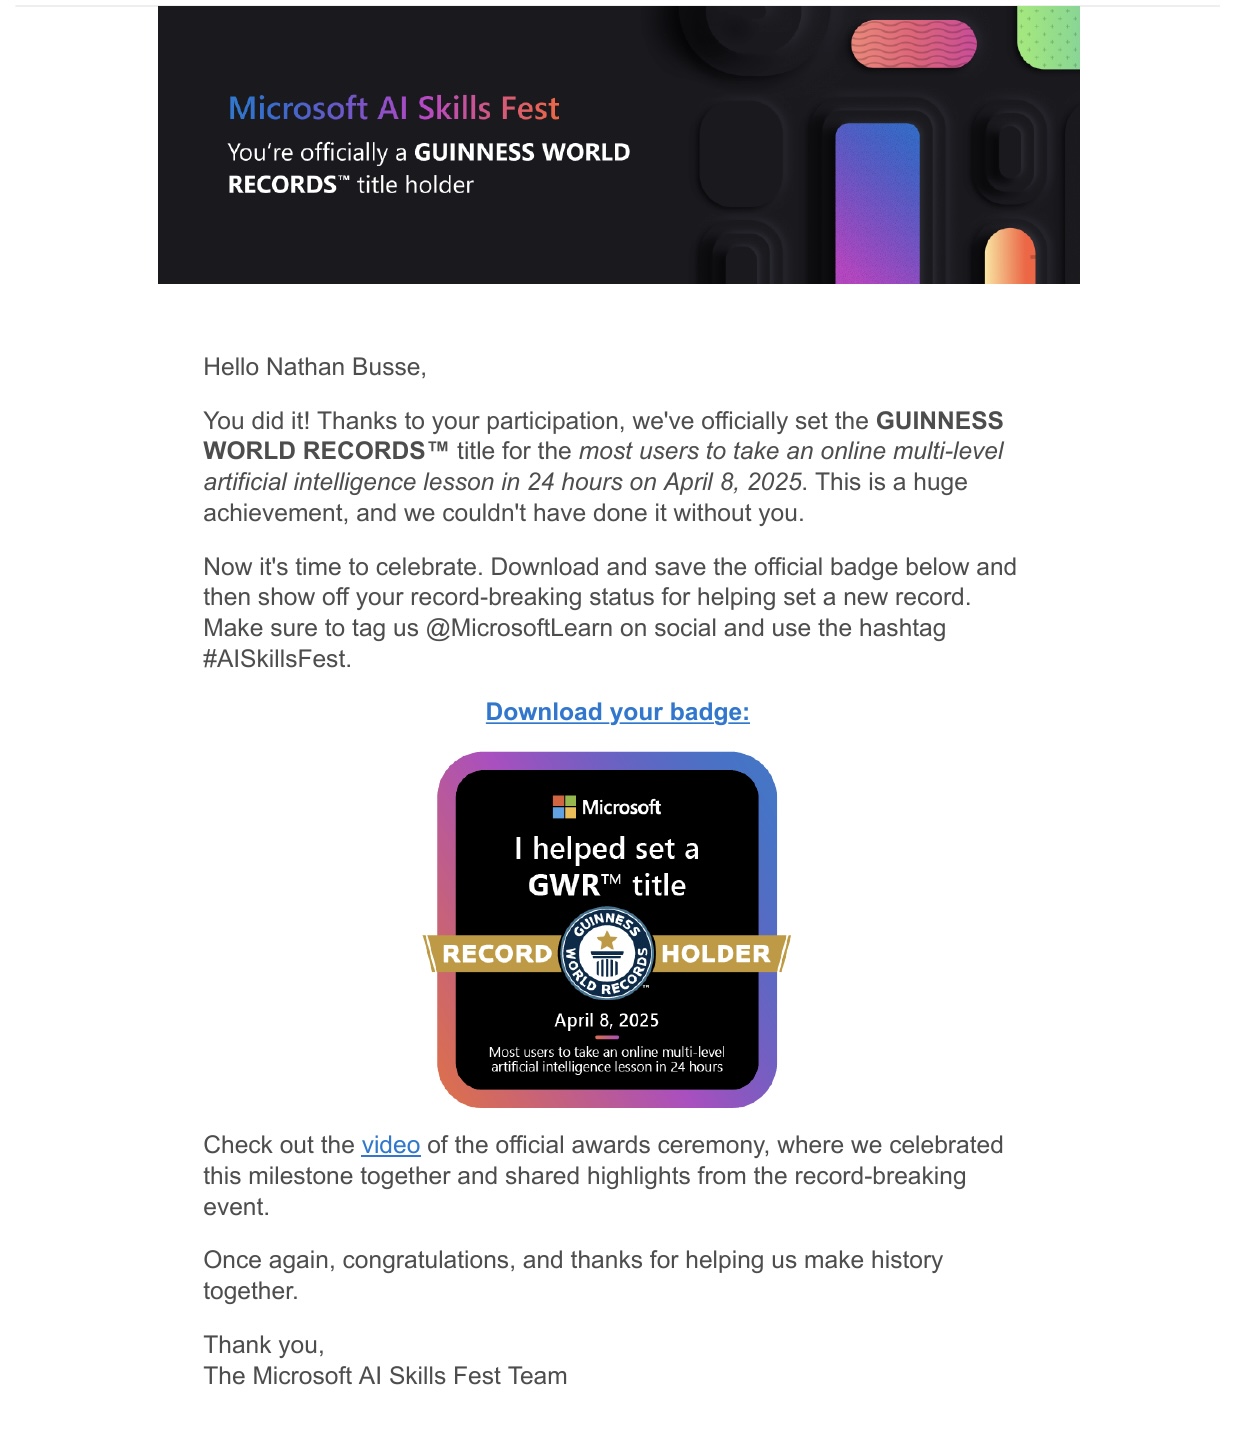 Microsoft AI Skills Fest
You're officially a GUINNESS WORLD
RECORDS™ title holder
Hello Nathan Busse,
You did it! Thanks to your participation, we've officially set the GUINNESS
WORLD RECORDS™ title for the most users to take an online multi-level
artificial intelligence lesson in 24 hours on April 8, 2025. This is a huge
achievement, and we couldn't have done it without you.
Now it's time to celebrate. Download and save the official badge below and
then show off your record-breaking status for helping set a new record.
Make sure to tag us @MicrosoftLearn on social and use the hashtag
#AISkillsFest.
Download your badge:
Microsoft
I helped set a
GWR™ title
RECORD
GUINNESS
WORLD RECORDS™
HOLDER
April 8, 2025
Most users to take an online multi-level
artificial intelligence lesson in 24 hours
Check out the video of the official awards ceremony, where we celebrated
this milestone together and shared highlights from the record-breaking
event.
Once again, congratulations, and thanks for helping us make history
together.
Thank you,
The Microsoft AI Skills Fest Team